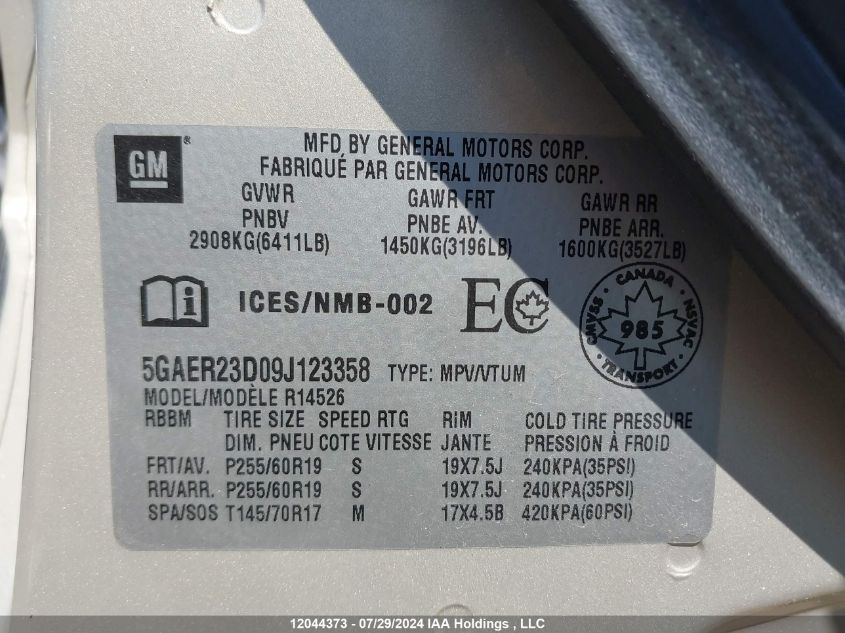 GM
MFD BY GENERAL MOTORS CORP.
FABRIQUÉ PAR GENERAL MOTORS CORP.
GVWR GAWR FRT GAWR RR
PNBV PNBE AV. PNBE ARR.
2908KG(6411LB) 1450KG(3196LB) 1600KG(3527LB)
i ICES/NMB-002 EC
CANADA
CMVSS 985 NSVAC
TRANSPORT
5GAER23D09J123358 TYPE: MPV/VTUM
MODEL/MODÈLE R14526
RBBM TIRE SIZE SPEED RTG RIM COLD TIRE PRESSURE
DIM. PNEU COTE VITESSE JANTE PRESSION À FROID
FRT/AV. P255/60R19 S 19X7.5J 240KPA(35PSI)
RR/ARR. P255/60R19 S 19X7.5J 240KPA(35PSI)
SPA/SOS T145/70R17 M 17X4.5B 420KPA(60PSI)
12044373 - 07/29/2024 IAA Holdings , LLC